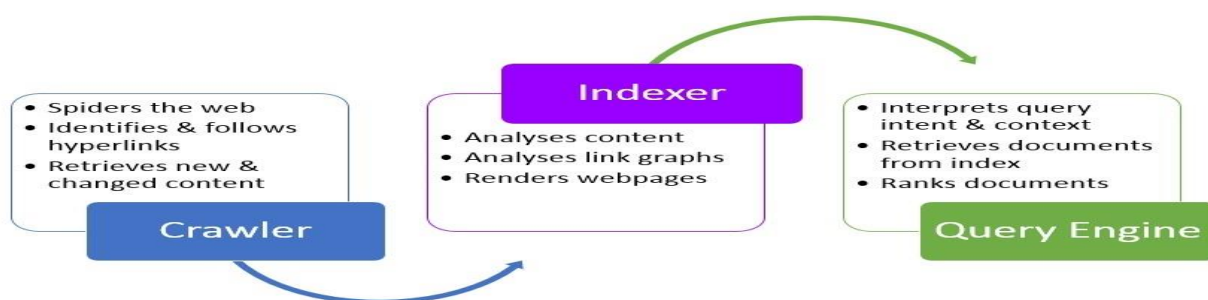 • Spiders the web
• Identifies & follows
hyperlinks
• Retrieves new &
changed content
Crawler
Indexer
• Analyses content
• Analyses link graphs
• Renders webpages
• Interprets query
intent & context
• Retrieves documents
from index
• Ranks documents
Query Engine